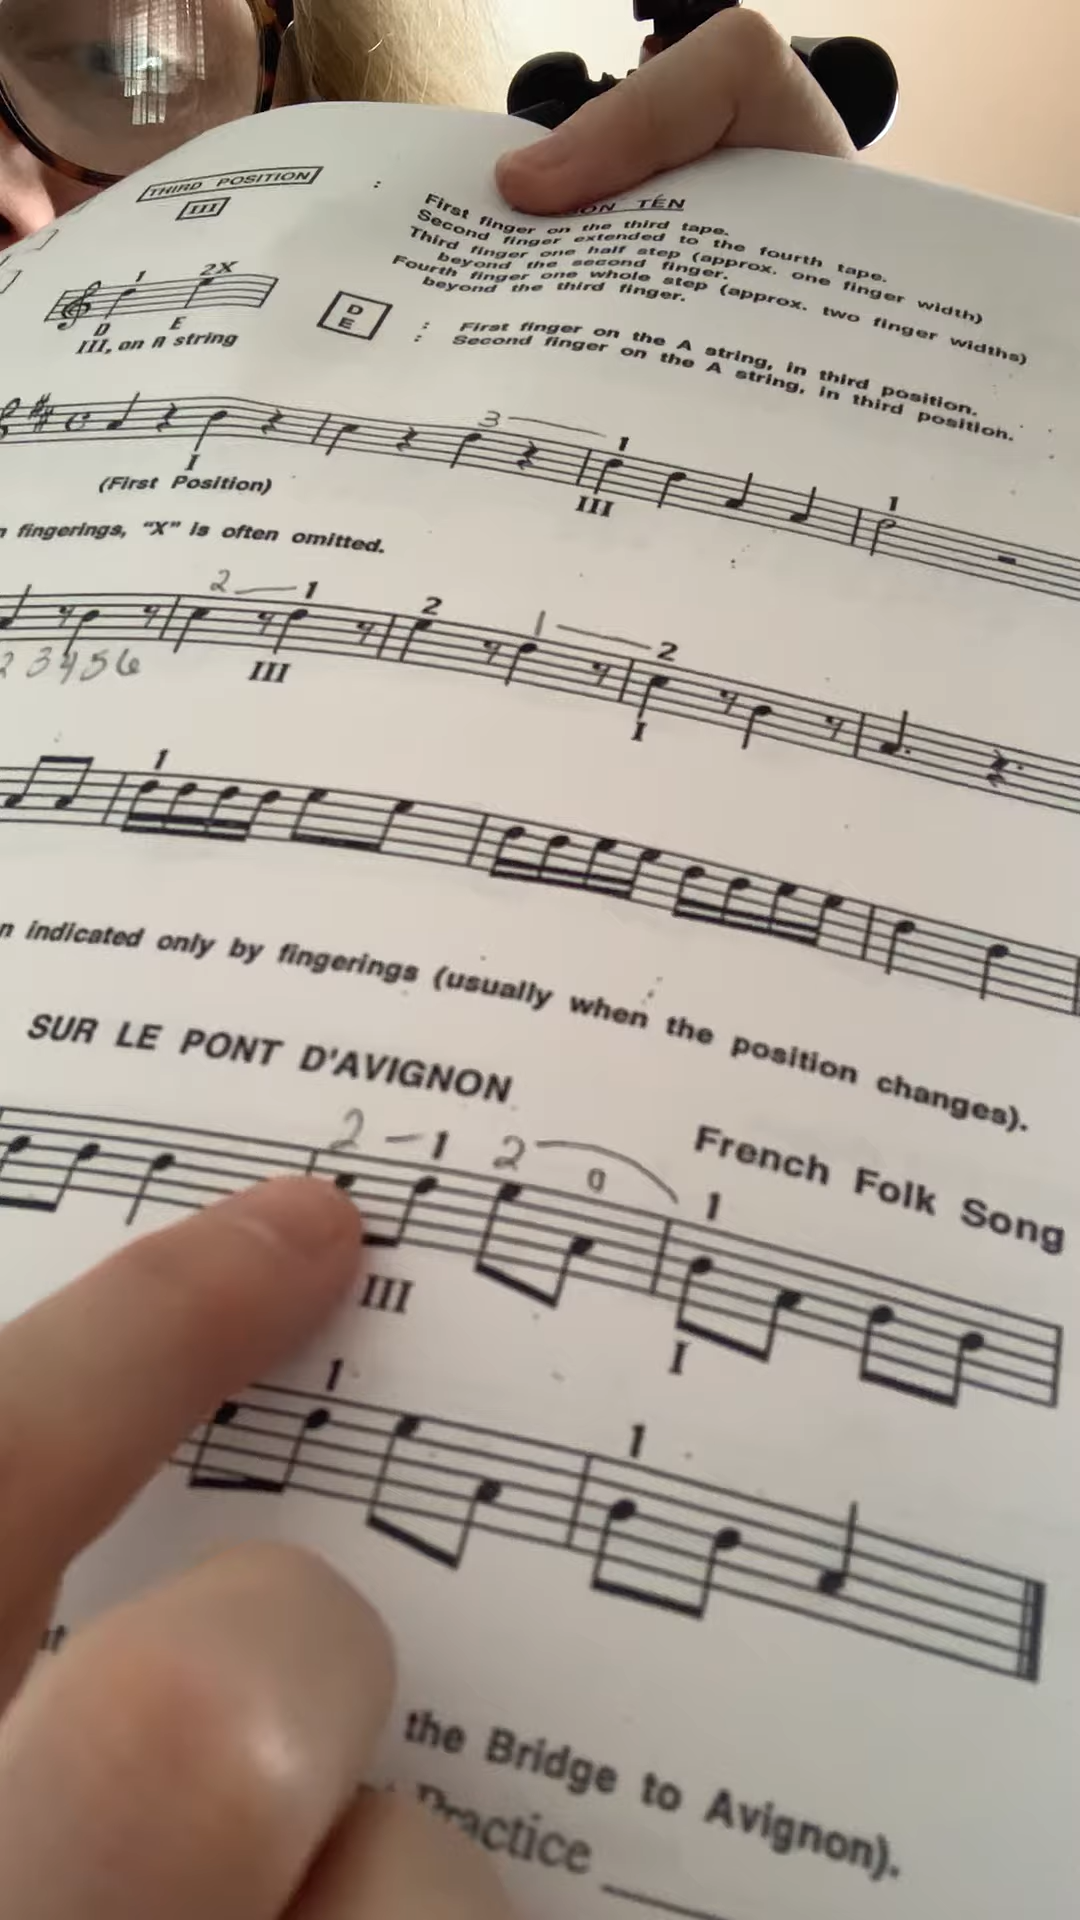 THIRD POSITION
III
TEN
:
First finger on the third tape.
Second finger extended to the fourth tape.
Third finger one half step (approx. one finger width)
beyond the second finger.
Fourth finger one whole step (approx. two finger widths)
beyond the third finger.
1 2X
D E
III, on A string
D
E
: First finger on the A string, in third position.
: Second finger on the A string, in third position.
3 1 1
I III
(First Position)
fingerings, "X" is often omitted.
2 1 2 1 2
2 3 4 5 6 III I
1
indicated only by fingerings (usually when the position changes).
SUR LE PONT D'AVIGNON
French Folk Song
2 - 1 2 0 1
III I
1 1
the Bridge to Avignon).
Practice